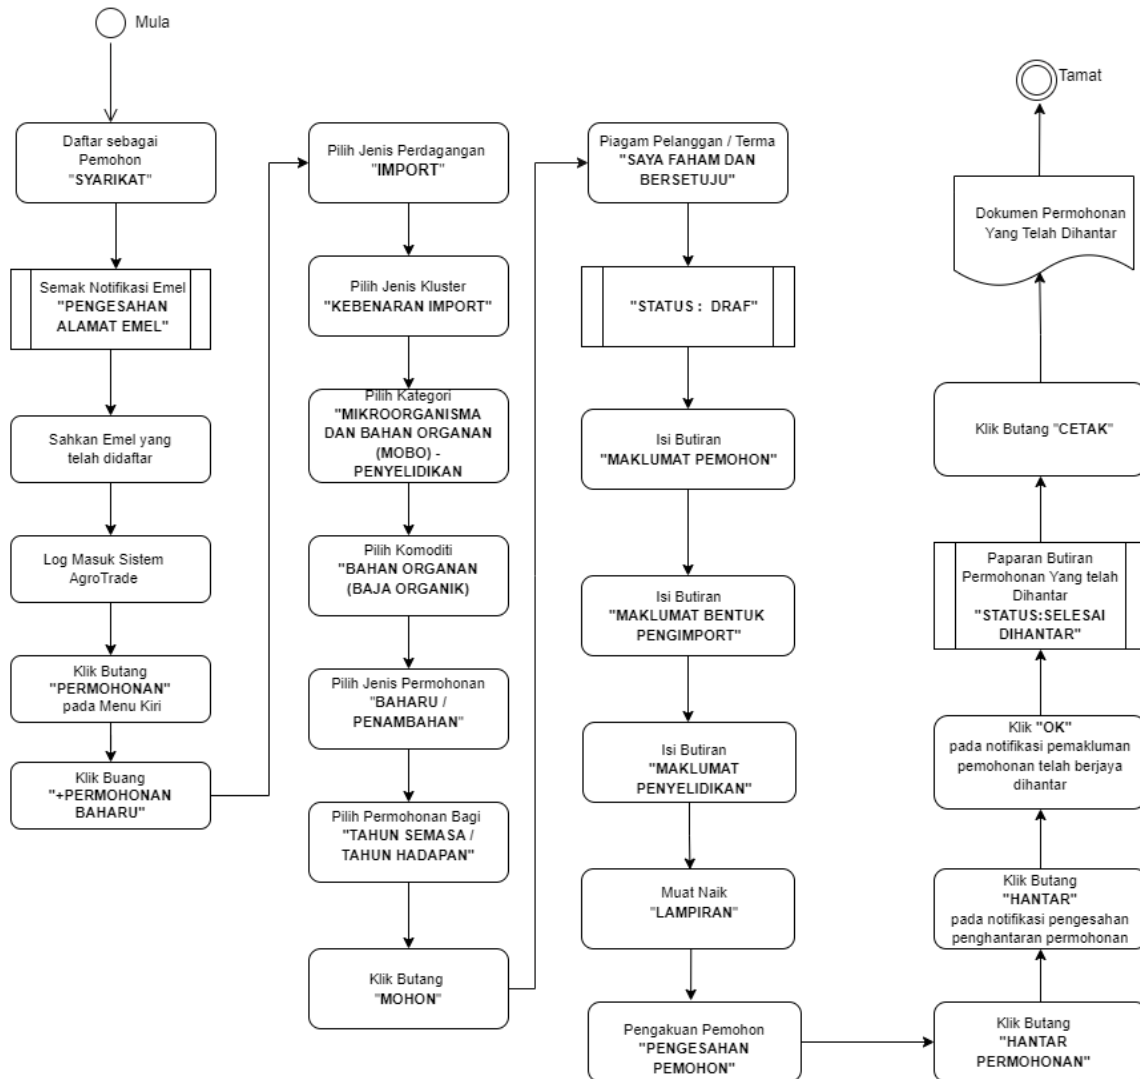 Mula
Daftar sebagai
Pemohon
"SYARIKAT"
Semak Notifikasi Emel
"PENGESAHAN
ALAMAT EMEL"
Sahkan Emel yang
telah didaftar
Log Masuk Sistem
AgroTrade
Klik Butang
"PERMOHONAN"
pada Menu Kiri
Klik Buang
"+PERMOHONAN
BAHARU"
Pilih Jenis Perdagangan
"IMPORT"
Pilih Jenis Kluster
"KEBENARAN IMPORT"
Pilih Kategori
"MIKROORGANISMA
DAN BAHAN ORGANAN
(MOBO) -
PENYELIDIKAN
Pilih Komoditi
"BAHAN ORGANAN
(BAJA ORGANIK)
Pilih Jenis Permohonan
"BAHARU /
PENAMBAHAN"
Pilih Permohonan Bagi
"TAHUN SEMASA /
TAHUN HADAPAN"
Klik Butang
"MOHON"
Piagam Pelanggan / Terma
"SAYA FAHAM DAN
BERSETUJU"
"STATUS : DRAF"
Isi Butiran
"MAKLUMAT PEMOHON"
Isi Butiran
"MAKLUMAT BENTUK
PENGIMPORT"
Isi Butiran
"MAKLUMAT
PENYELIDIKAN"
Muat Naik
"LAMPIRAN"
Pengakuan Pemohon
"PENGESAHAN
PEMOHON"
Klik Butang
"HANTAR
PERMOHONAN"
Klik Butang
"HANTAR"
pada notifikasi pengesahan
penghantaran permohonan
Klik "OK"
pada notifikasi pemakluman
pemohonan telah berjaya
dihantar
Paparan Butiran
Permohonan Yang telah
Dihantar
"STATUS:SELESAI
DIHANTAR"
Klik Butang "CETAK"
Dokumen Permohonan
Yang Telah Dihantar
Tamat